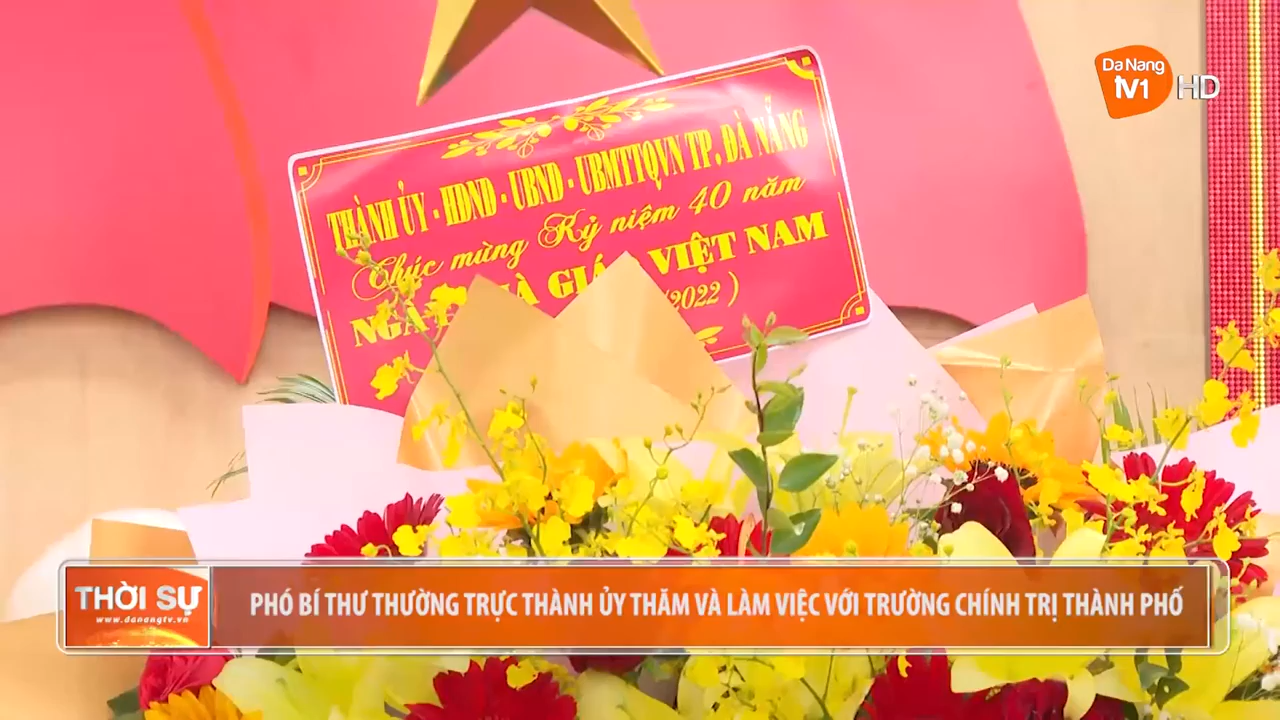 Da Nang
TV1 HD
THÀNH ỦY - HĐND - UBND - UBMTTQVN TP. ĐÀ NẴNG
Chúc mừng Kỷ niệm 40 năm
VIỆT NAM
2022 )
THỜI SỰ
www.danangtv.vn
PHÓ BÍ THƯ THƯỜNG TRỰC THÀNH ỦY THĂM VÀ LÀM VIỆC VỚI TRƯỜNG CHÍNH TRỊ THÀNH PHỐ